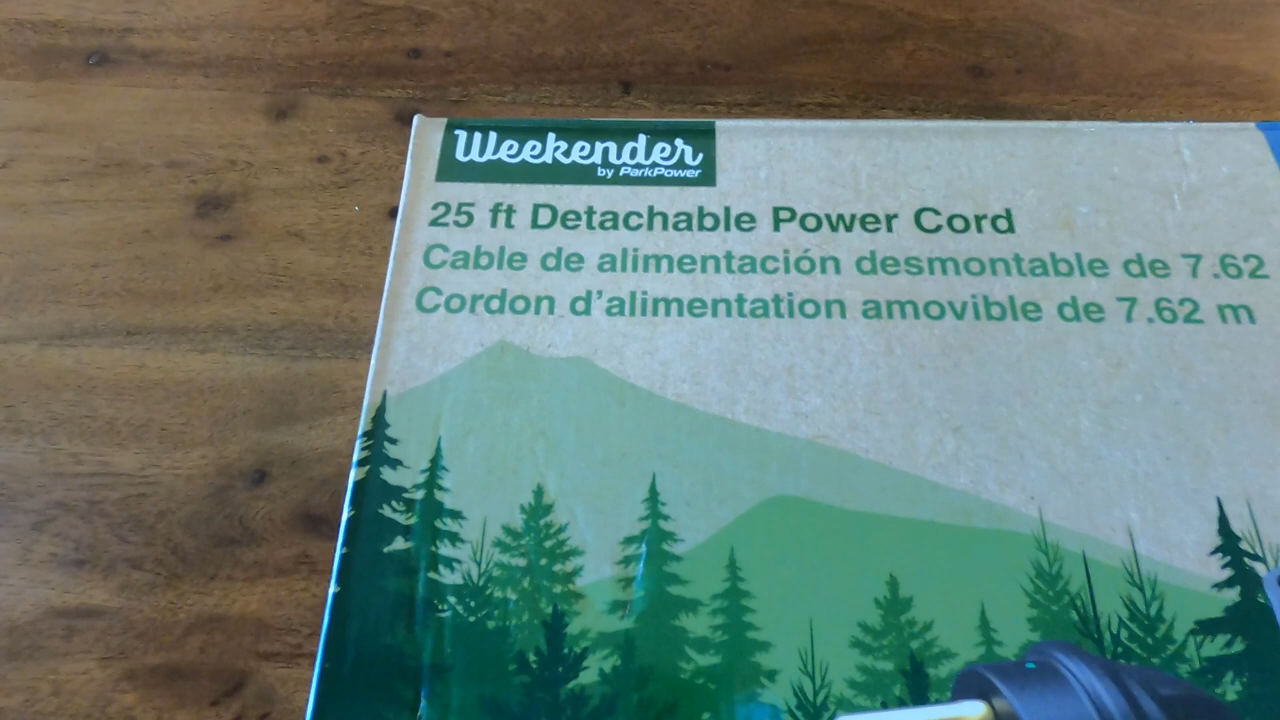 Weekender
by ParkPower
25 ft Detachable Power Cord
Cable de alimentación desmontable de 7.62
Cordon d'alimentation amovible de 7.62 m